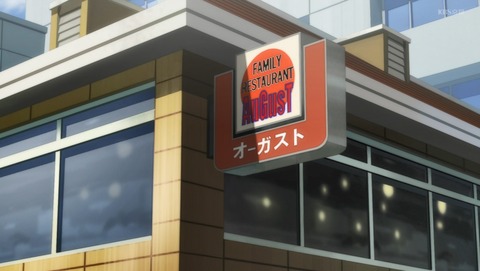 FAMILY
RESTAURANT
AUGUST
オーガスト